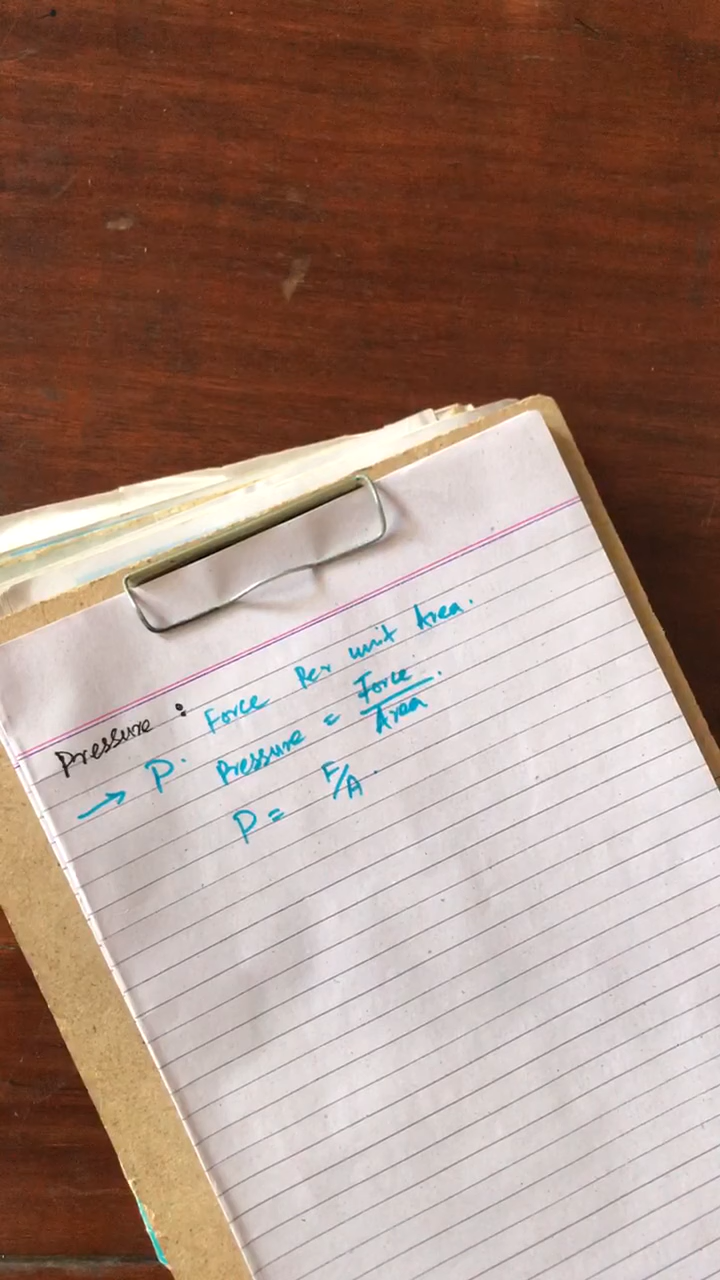 Pressure : Force Per unit Area.
→ P. Pressure = Force/Area.
P = F/A.